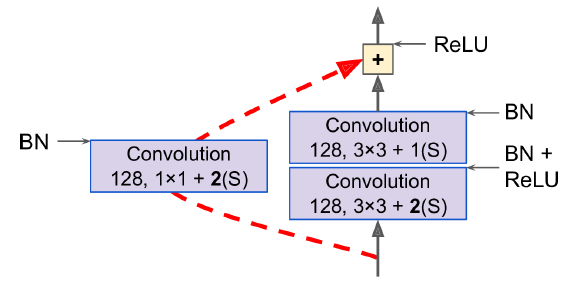 ReLU
+
BN
Convolution
128, 3×3 + 1(S)
BN
Convolution
128, 1×1 + 2(S)
BN +
ReLU
Convolution
128, 3×3 + 2(S)